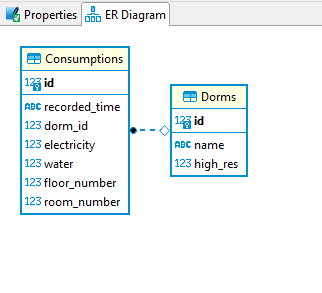 Properties
ER Diagram
Consumptions
123 id
ABC recorded_time
123 dorm_id
123 electricity
123 water
123 floor_number
123 room_number
Dorms
123 id
ABC name
123 high_res